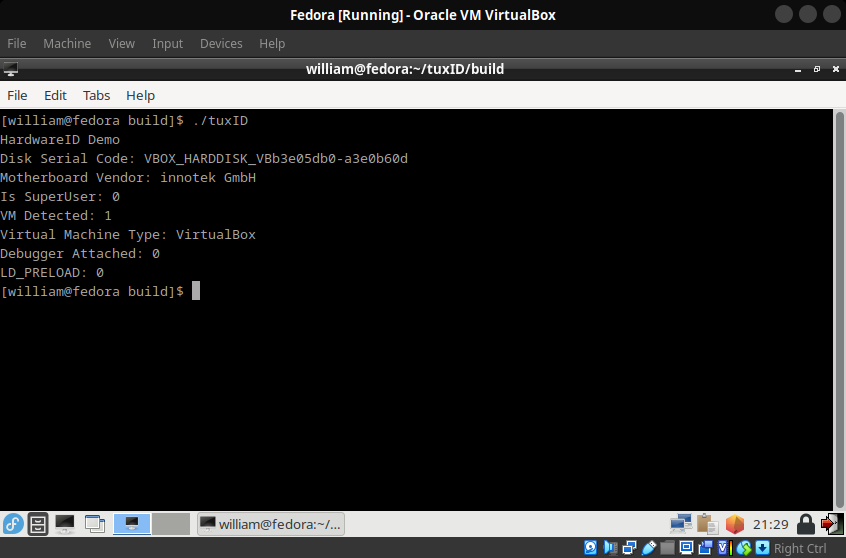 Fedora [Running] - Oracle VM VirtualBox
File Machine View Input Devices Help
william@fedora:~/tuxID/build
File Edit Tabs Help
[william@fedora build]$ ./tuxID
HardwareID Demo
Disk Serial Code: VBOX_HARDDISK_VBb3e05db0-a3e0b60d
Motherboard Vendor: innotek GmbH
Is SuperUser: 0
VM Detected: 1
Virtual Machine Type: VirtualBox
Debugger Attached: 0
LD_PRELOAD: 0
[william@fedora build]$
william@fedora:~/... 21:29
Right Ctrl